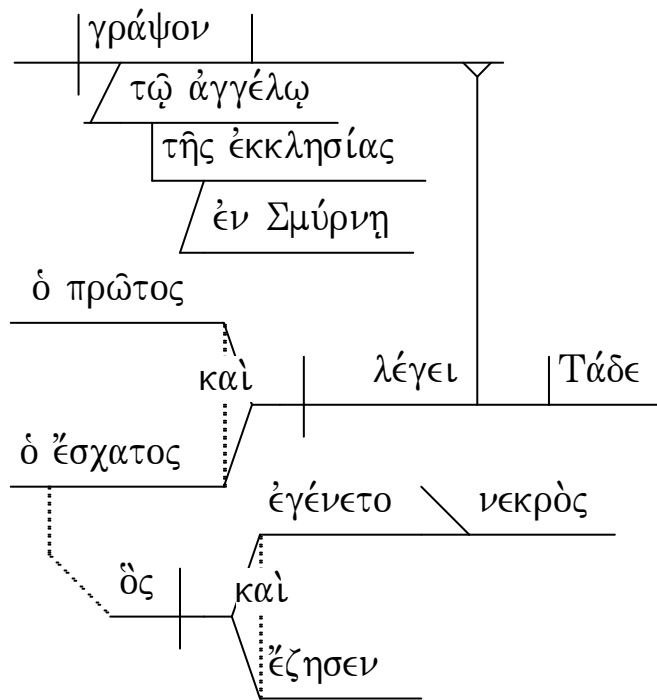 γράψον
τῷ ἀγγέλῳ
τῆς ἐκκλησίας
ἐν Σμύρνῃ
ὁ πρῶτος
καὶ λέγει Τάδε
ὁ ἔσχατος
ἐγένετο νεκρὸς
ὃς καὶ
ἔζησεν